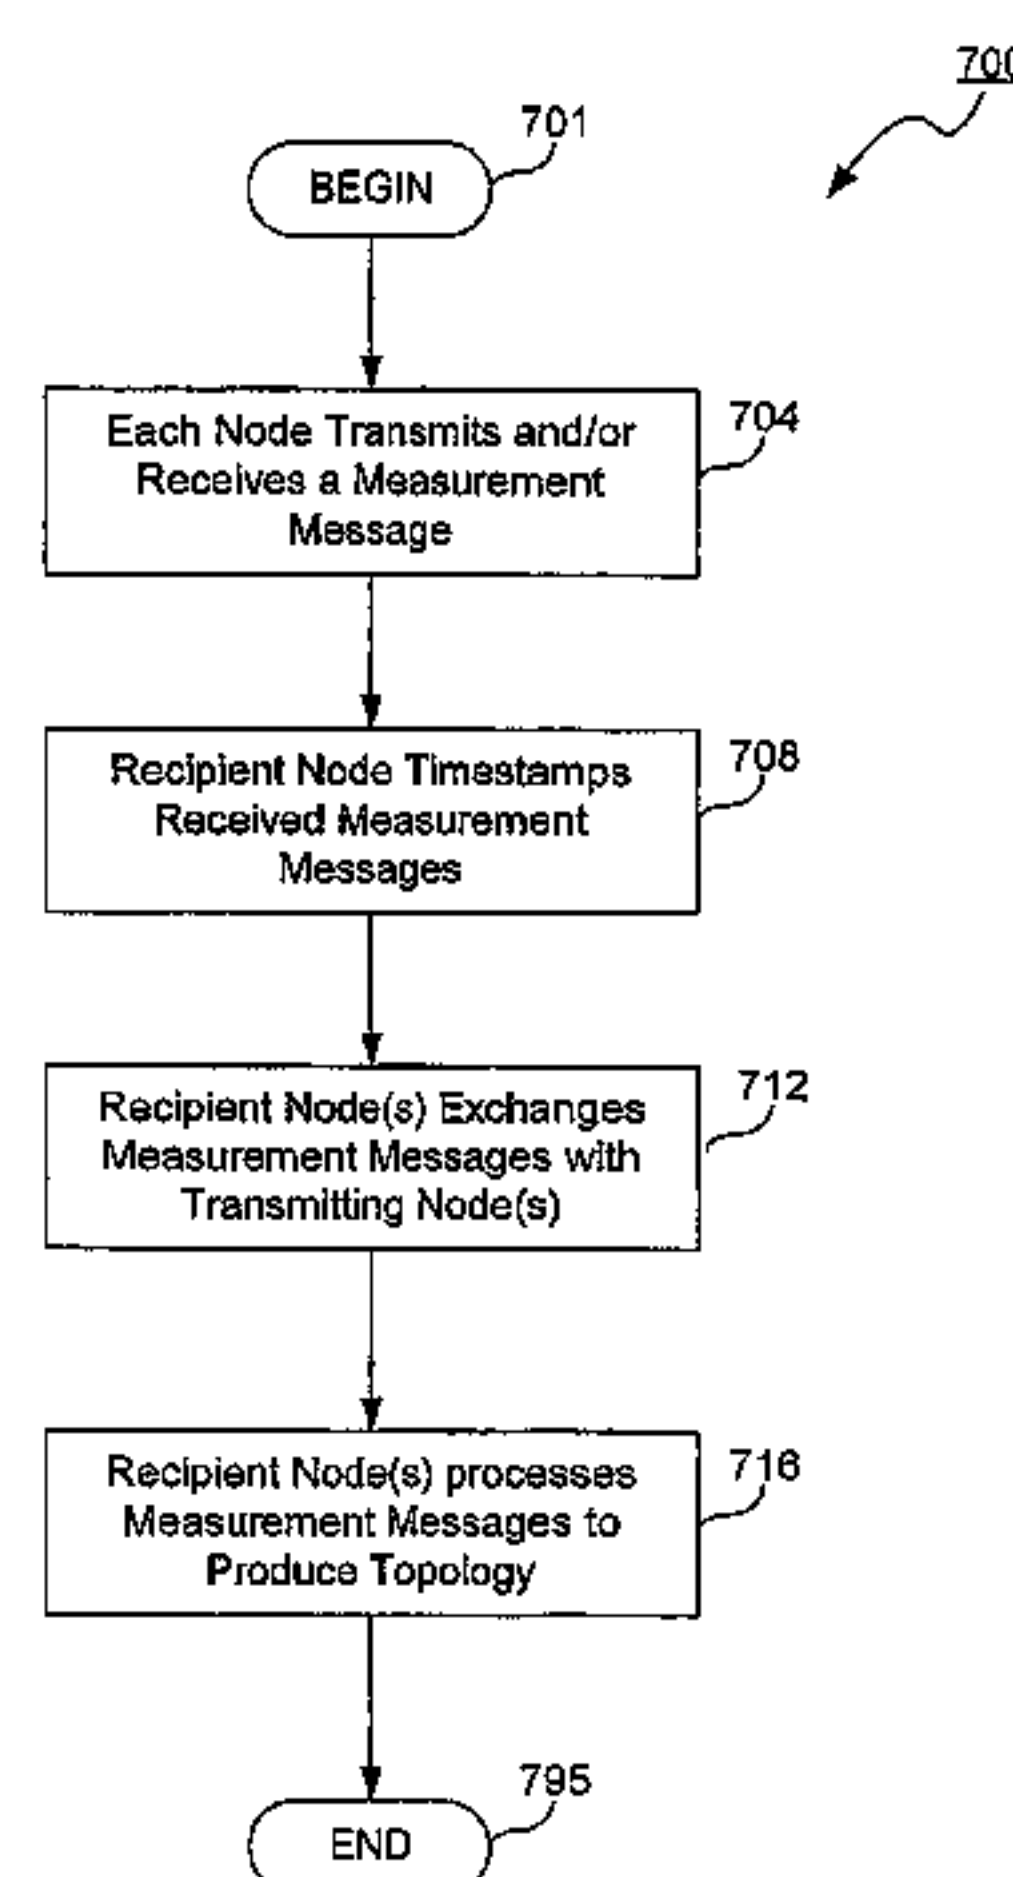 700
701
BEGIN
704
Each Node Transmits and/or
Receives a Measurement
Message
708
Recipient Node Timestamps
Received Measurement
Messages
712
Recipient Node(s) Exchanges
Measurement Messages with
Transmitting Node(s)
716
Recipient Node(s) processes
Measurement Messages to
Produce Topology
795
END